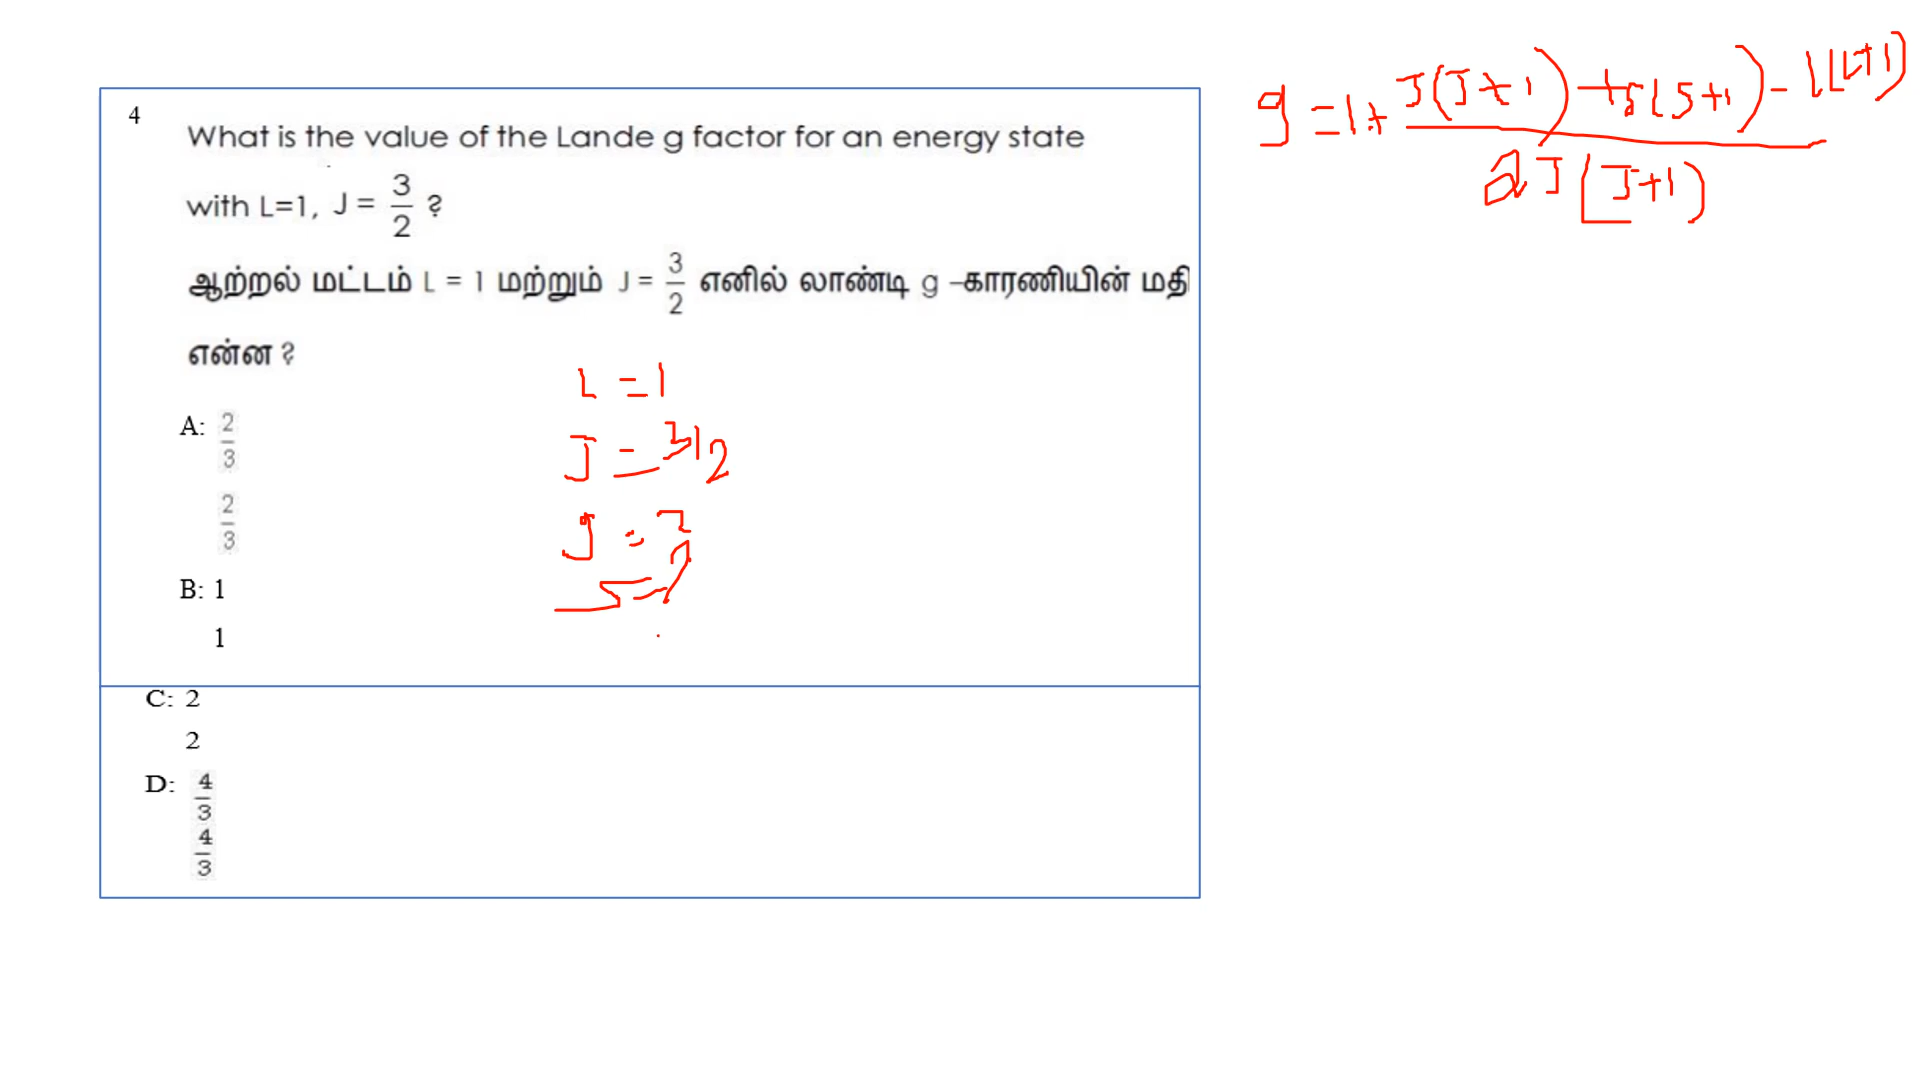 4
What is the value of the Lande g factor for an energy state
with L=1, J = 3/2 ?
ஆற்றல் மட்டம் L = 1 மற்றும் J = 3/2 எனில் லாண்டி g –காரணியின் மதி
என்ன ?
A: 2/3
2/3
B: 1
1
C: 2
2
D: 4/3
4/3
L = 1
J = 3/2
g = ?
S = ?
g = 1 + J(J+1) + S(S+1) - L(L+1)
2J(J+1)